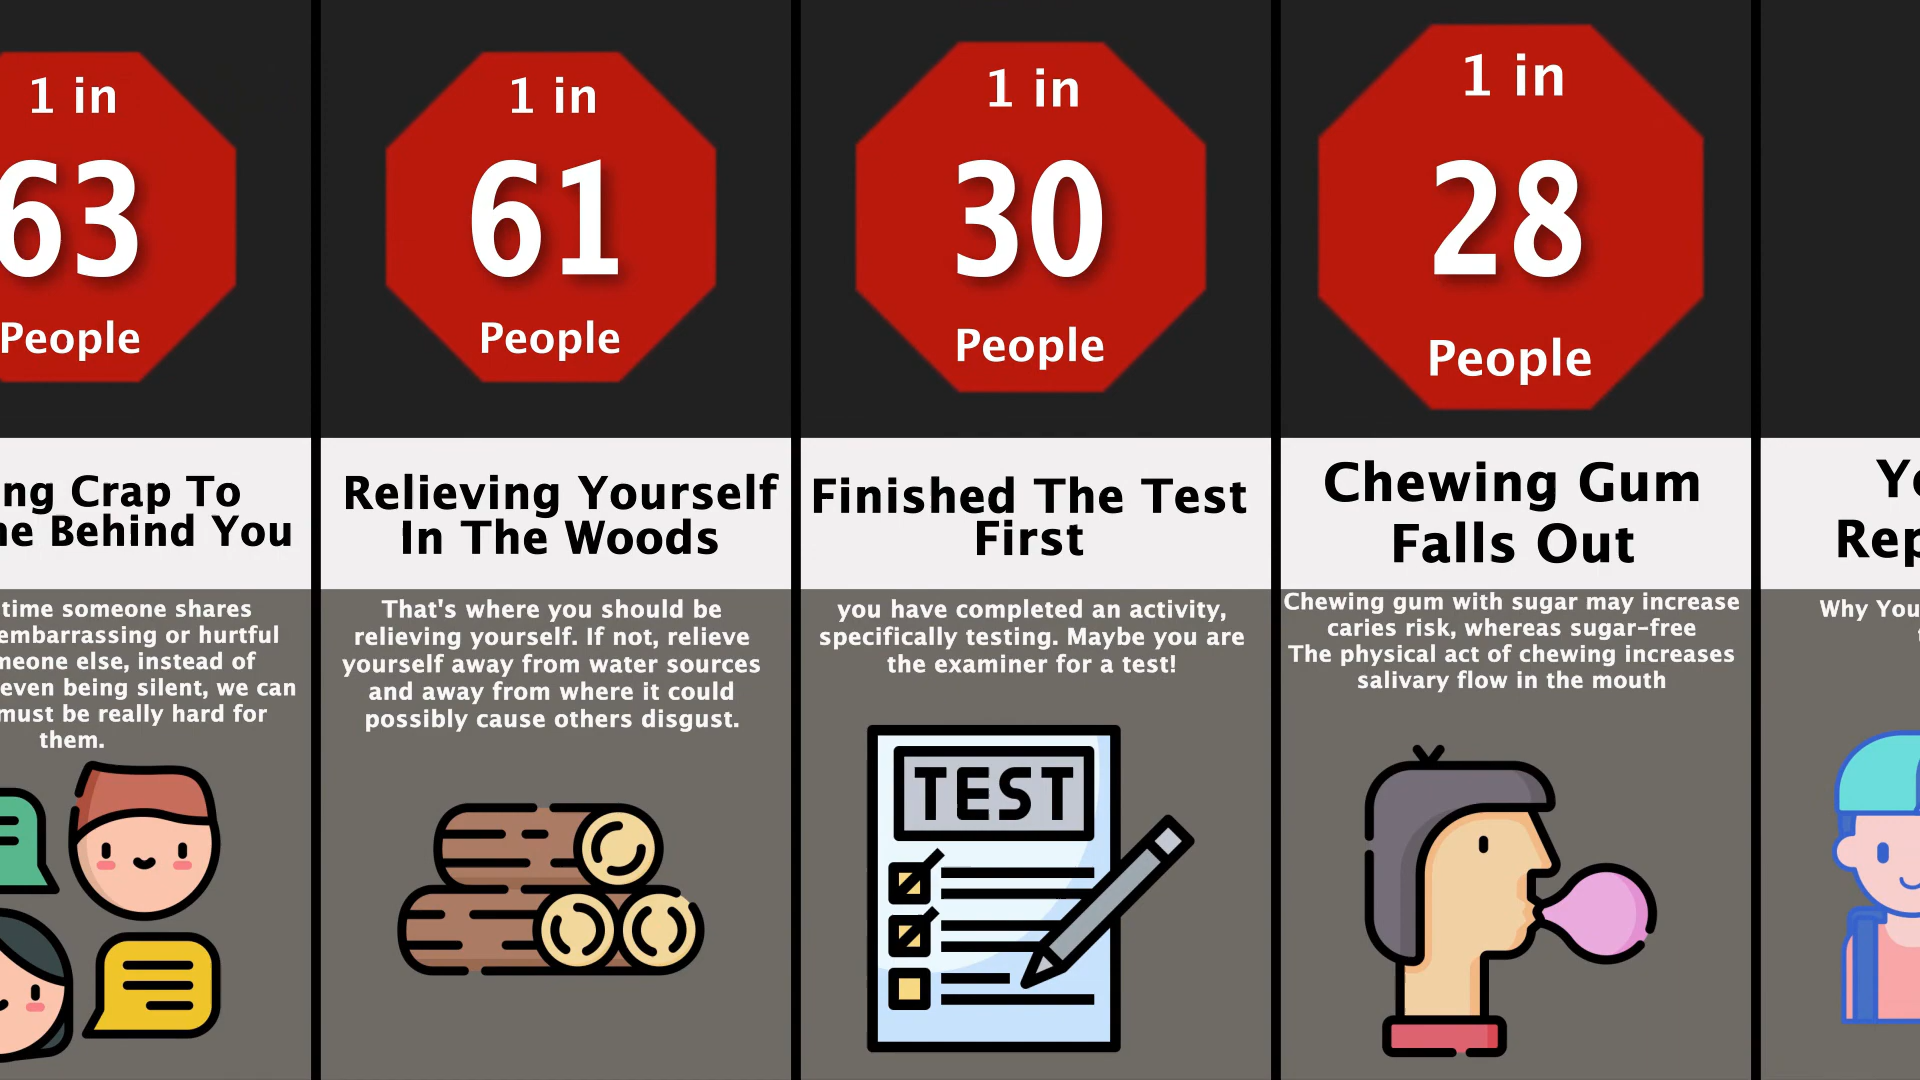 1 in
63
People
ng Crap To
ne Behind You
time someone shares
embarrassing or hurtful
meone else, instead of
even being silent, we can
must be really hard for
them.
1 in
61
People
Relieving Yourself
In The Woods
That's where you should be
relieving yourself. If not, relieve
yourself away from water sources
and away from where it could
possibly cause others disgust.
1 in
30
People
Finished The Test
First
you have completed an activity,
specifically testing. Maybe you are
the examiner for a test!
TEST
1 in
28
People
Chewing Gum
Falls Out
Chewing gum with sugar may increase
caries risk, whereas sugar-free
The physical act of chewing increases
salivary flow in the mouth
Yo
Rep
Why You